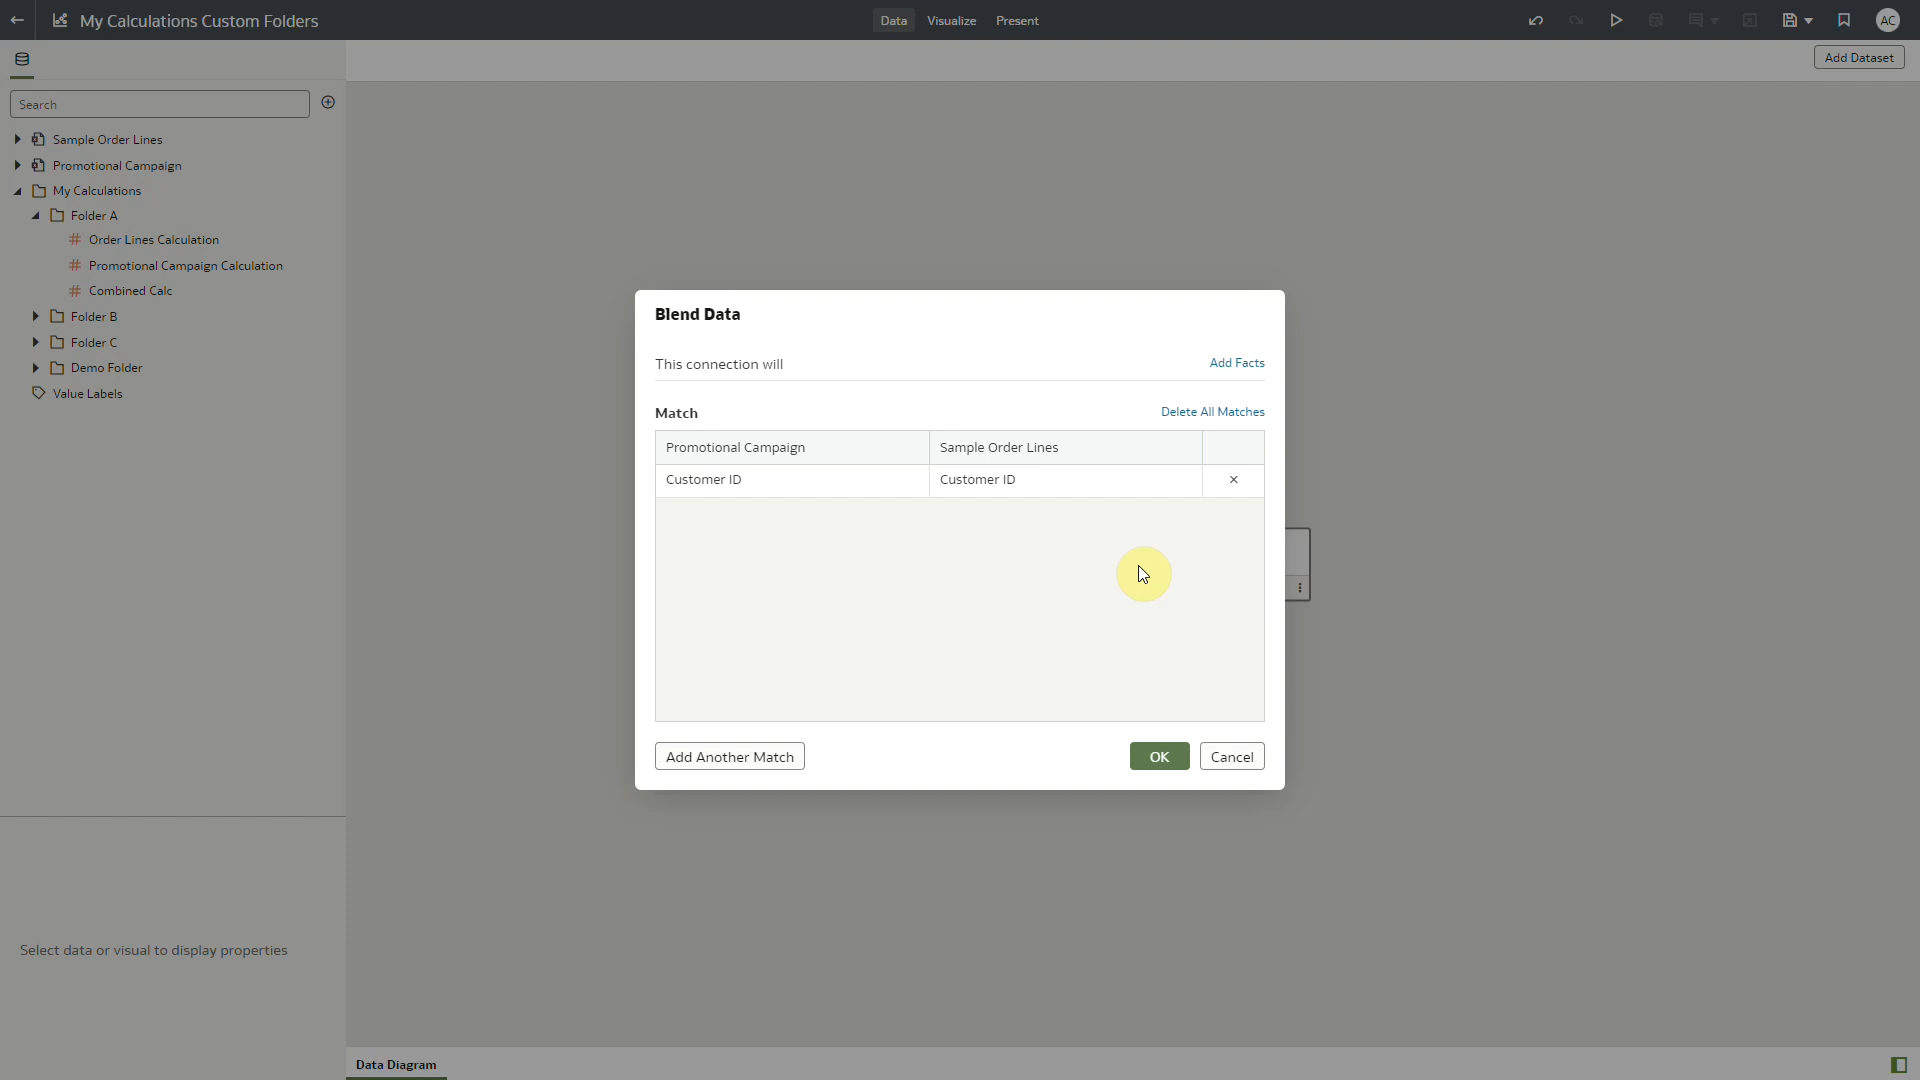 My Calculations Custom Folders
Data
Visualize
Present
AC
Add Dataset
Search
Sample Order Lines
Promotional Campaign
My Calculations
Folder A
Order Lines Calculation
Promotional Campaign Calculation
Combined Calc
Folder B
Folder C
Demo Folder
Value Labels
Select data or visual to display properties
Blend Data
This connection will
Add Facts
Match
Delete All Matches
Promotional Campaign
Sample Order Lines
Customer ID
Customer ID
Add Another Match
OK
Cancel
Data Diagram